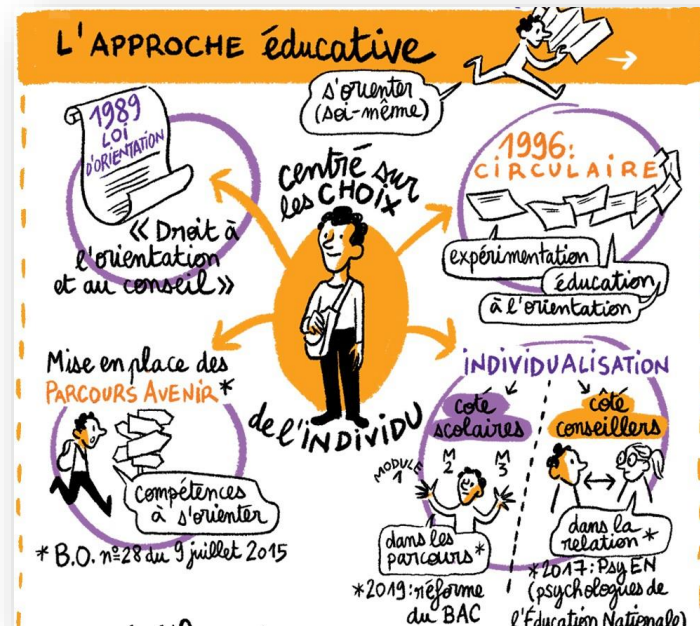 L'APPROCHE éducative
s'orienter
(soi-même)
1989
LOI
D'ORIENTATION
« Droit à
l'orientation
et au conseil »
centré sur
les CHOIX
de l'INDIVIDU
1996:
CIRCULAIRE
expérimentation
éducation
à l'orientation
Mise en place des
PARCOURS AVENIR*
compétences
à s'orienter
* B.O. n°28 du 9 juillet 2015
iNDIVIDUALISATION
coté
scolaires
MODULE
1
M
2
M
3
dans les
parcours*
*2019: réforme
du BAC
côté
conseillers
dans la
relation*
*2017: Psy EN
(psychologues de
l'Éducation Nationale)